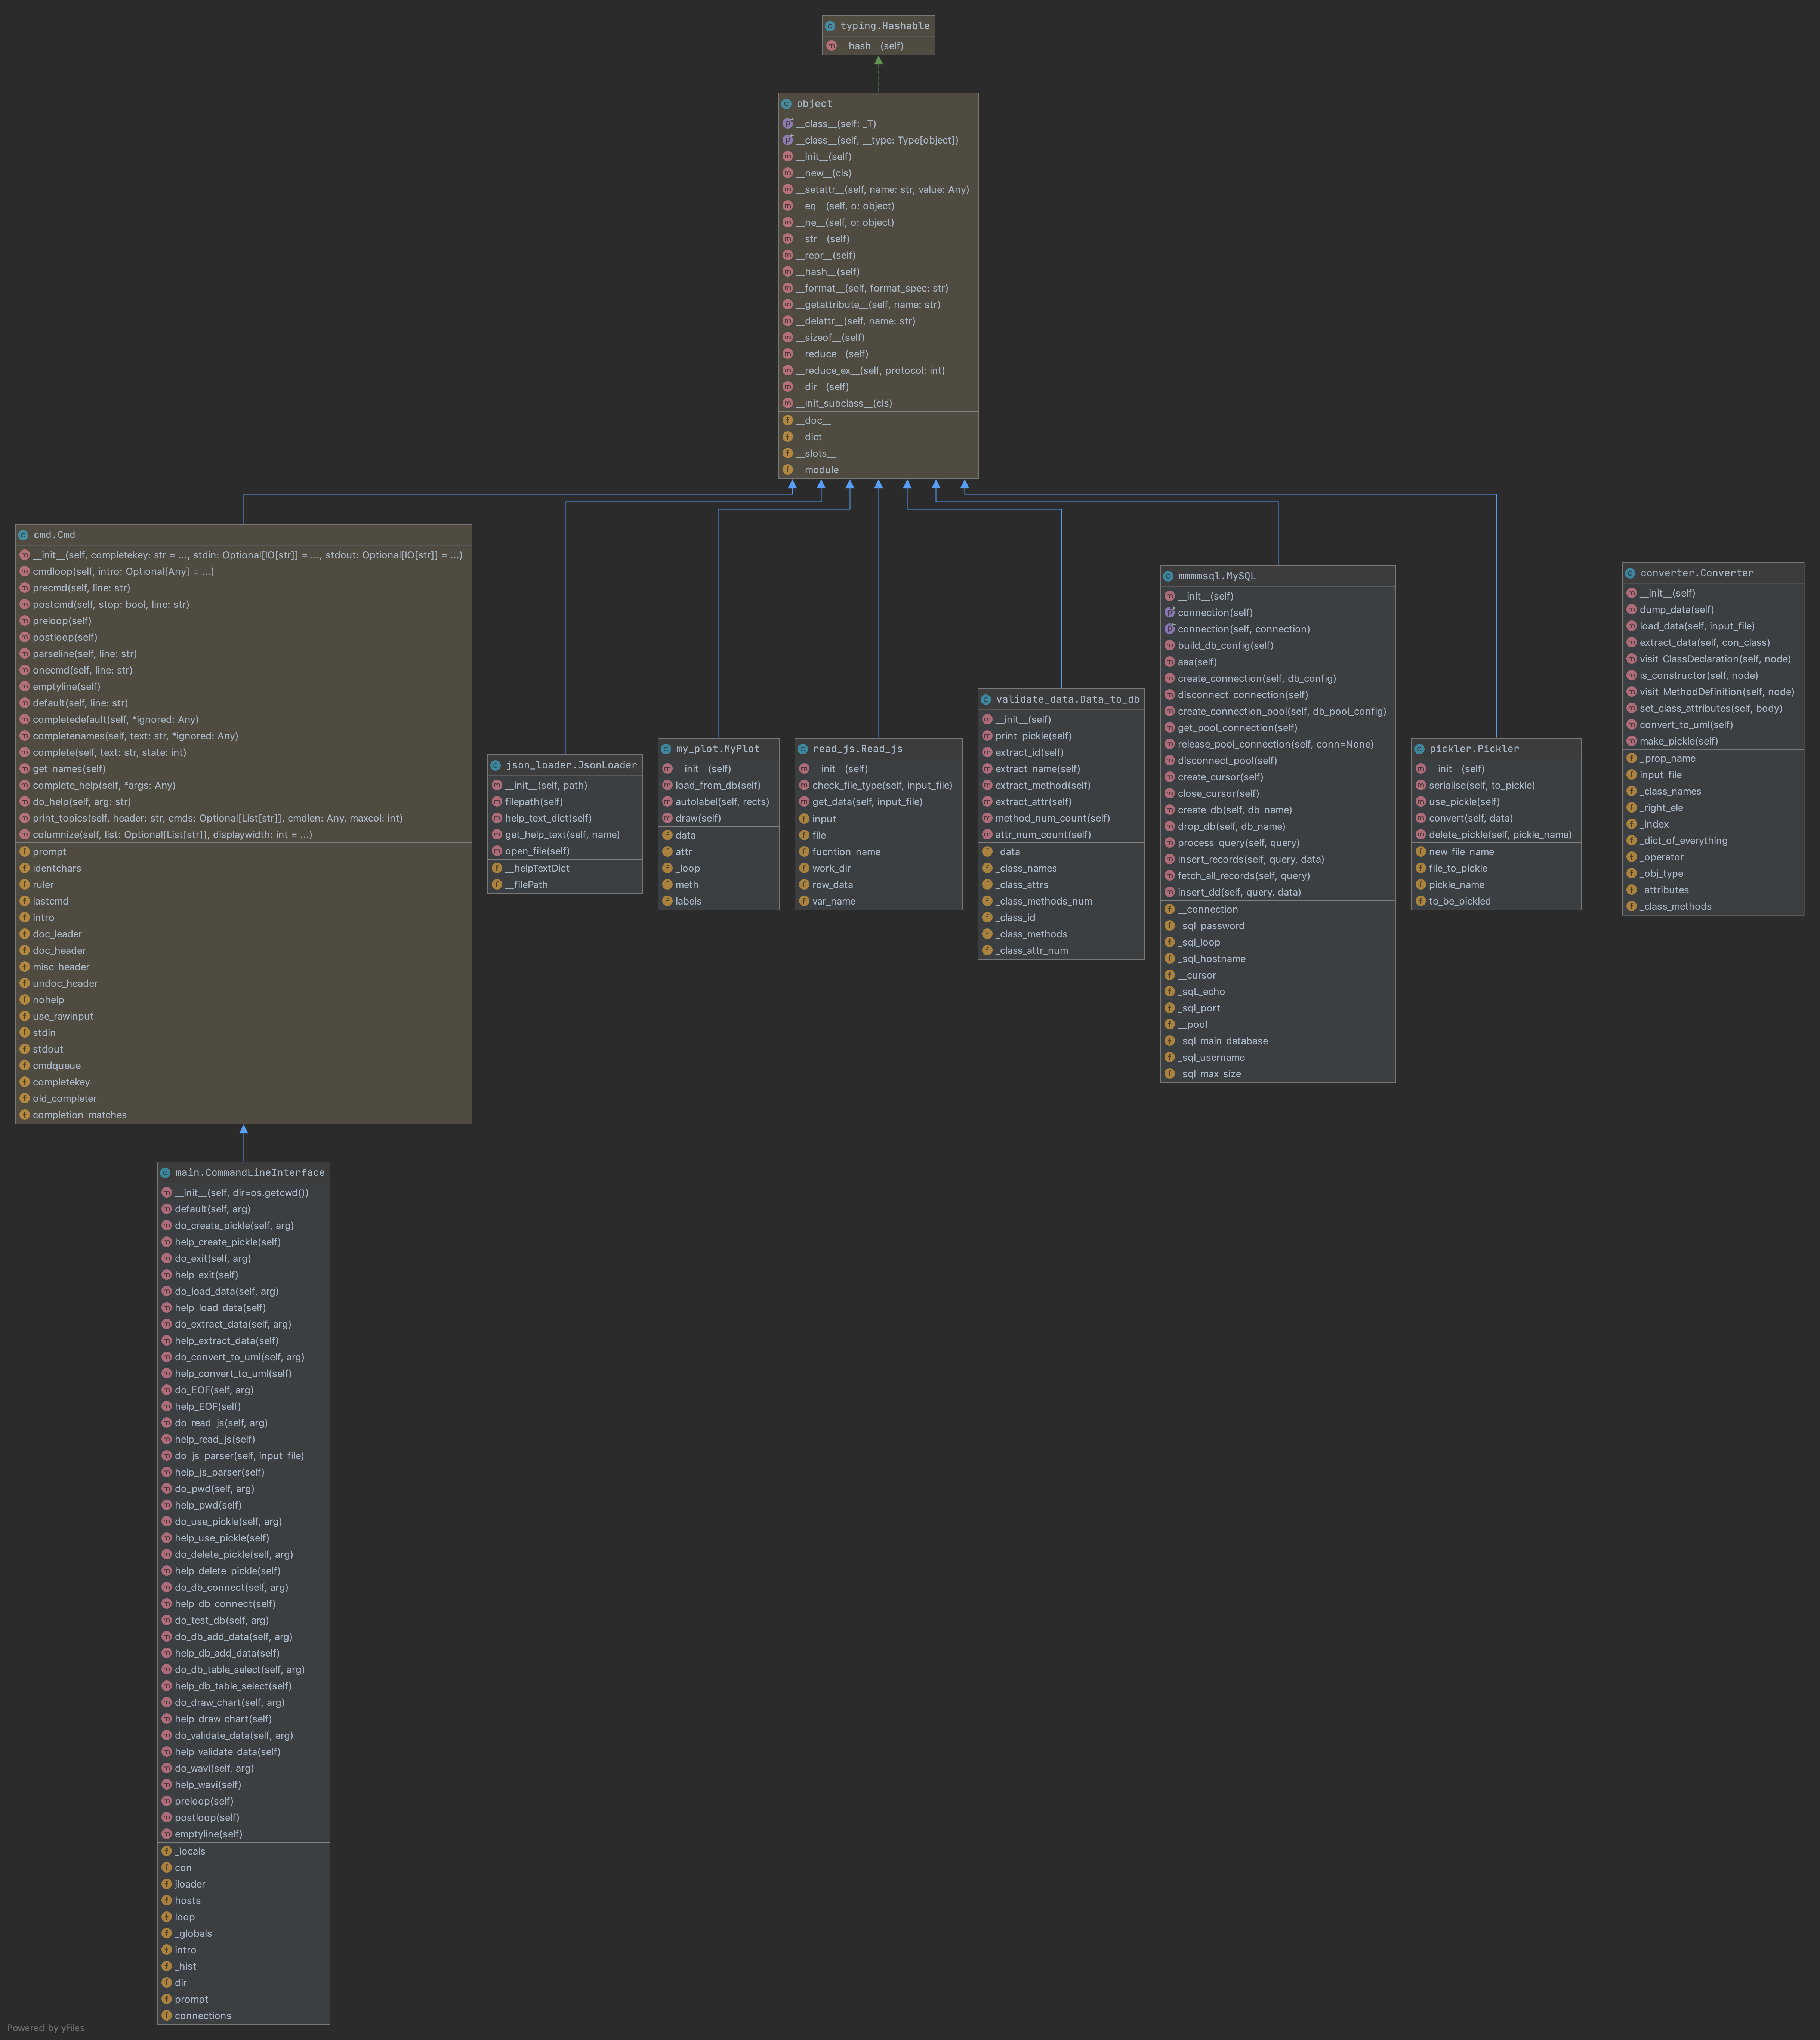 typing.Hashable
__hash__(self)
object
__class__(self: _T)
__class__(self, __type: Type[object])
__init__(self)
__new__(cls)
__setattr__(self, name: str, value: Any)
__eq__(self, o: object)
__ne__(self, o: object)
__str__(self)
__repr__(self)
__hash__(self)
__format__(self, format_spec: str)
__getattribute__(self, name: str)
__delattr__(self, name: str)
__sizeof__(self)
__reduce__(self)
__reduce_ex__(self, protocol: int)
__dir__(self)
__init_subclass__(cls)
__doc__
__dict__
__slots__
__module__
cmd.Cmd
__init__(self, completekey: str = ..., stdin: Optional[IO[str]] = ..., stdout: Optional[IO[str]] = ...)
cmdloop(self, intro: Optional[Any] = ...)
precmd(self, line: str)
postcmd(self, stop: bool, line: str)
preloop(self)
postloop(self)
parseline(self, line: str)
onecmd(self, line: str)
emptyline(self)
default(self, line: str)
completedefault(self, *ignored: Any)
completenames(self, text: str, *ignored: Any)
complete(self, text: str, state: int)
get_names(self)
complete_help(self, *args: Any)
do_help(self, arg: str)
print_topics(self, header: str, cmds: Optional[List[str]], cmdlen: Any, maxcol: int)
columnize(self, list: Optional[List[str]], displaywidth: int = ...)
prompt
identchars
ruler
lastcmd
intro
doc_leader
doc_header
misc_header
undoc_header
nohelp
use_rawinput
stdin
stdout
cmdqueue
completekey
old_completer
completion_matches
json_loader.JsonLoader
__init__(self, path)
filepath(self)
help_text_dict(self)
get_help_text(self, name)
open_file(self)
__helpTextDict
__filePath
my_plot.MyPlot
__init__(self)
load_from_db(self)
autolabel(self, rects)
draw(self)
data
attr
_loop
meth
labels
read_js.Read_js
__init__(self)
check_file_type(self, input_file)
get_data(self, input_file)
input
file
fucntion_name
work_dir
row_data
var_name
validate_data.Data_to_db
__init__(self)
print_pickle(self)
extract_id(self)
extract_name(self)
extract_method(self)
extract_attr(self)
method_num_count(self)
attr_num_count(self)
_data
_class_names
_class_attrs
_class_methods_num
_class_id
_class_methods
_class_attr_num
mmmmsql.MySQL
__init__(self)
connection(self)
connection(self, connection)
build_db_config(self)
aaa(self)
create_connection(self, db_config)
disconnect_connection(self)
create_connection_pool(self, db_pool_config)
get_pool_connection(self)
release_pool_connection(self, conn=None)
disconnect_pool(self)
create_cursor(self)
close_cursor(self)
create_db(self, db_name)
drop_db(self, db_name)
process_query(self, query)
insert_records(self, query, data)
fetch_all_records(self, query)
insert_dd(self, query, data)
__connection
_sql_password
_sql_loop
_sql_hostname
__cursor
_sqL_echo
_sql_port
__pool
_sql_main_database
_sql_username
_sql_max_size
pickler.Pickler
__init__(self)
serialise(self, to_pickle)
use_pickle(self)
convert(self, data)
delete_pickle(self, pickle_name)
new_file_name
file_to_pickle
pickle_name
to_be_pickled
converter.Converter
__init__(self)
dump_data(self)
load_data(self, input_file)
extract_data(self, con_class)
visit_ClassDeclaration(self, node)
is_constructor(self, node)
visit_MethodDefinition(self, node)
set_class_attributes(self, body)
convert_to_uml(self)
make_pickle(self)
_prop_name
input_file
_class_names
_right_ele
_index
_dict_of_everything
_operator
_obj_type
_attributes
_class_methods
main.CommandLineInterface
__init__(self, dir=os.getcwd())
default(self, arg)
do_create_pickle(self, arg)
help_create_pickle(self)
do_exit(self, arg)
help_exit(self)
do_load_data(self, arg)
help_load_data(self)
do_extract_data(self, arg)
help_extract_data(self)
do_convert_to_uml(self, arg)
help_convert_to_uml(self)
do_EOF(self, arg)
help_EOF(self)
do_read_js(self, arg)
help_read_js(self)
do_js_parser(self, input_file)
help_js_parser(self)
do_pwd(self, arg)
help_pwd(self)
do_use_pickle(self, arg)
help_use_pickle(self)
do_delete_pickle(self, arg)
help_delete_pickle(self)
do_db_connect(self, arg)
help_db_connect(self)
do_test_db(self, arg)
do_db_add_data(self, arg)
help_db_add_data(self)
do_db_table_select(self, arg)
help_db_table_select(self)
do_draw_chart(self, arg)
help_draw_chart(self)
do_validate_data(self, arg)
help_validate_data(self)
do_wavi(self, arg)
help_wavi(self)
preloop(self)
postloop(self)
emptyline(self)
_locals
con
jloader
hosts
loop
_globals
intro
_hist
dir
prompt
connections
Powered by yFiles